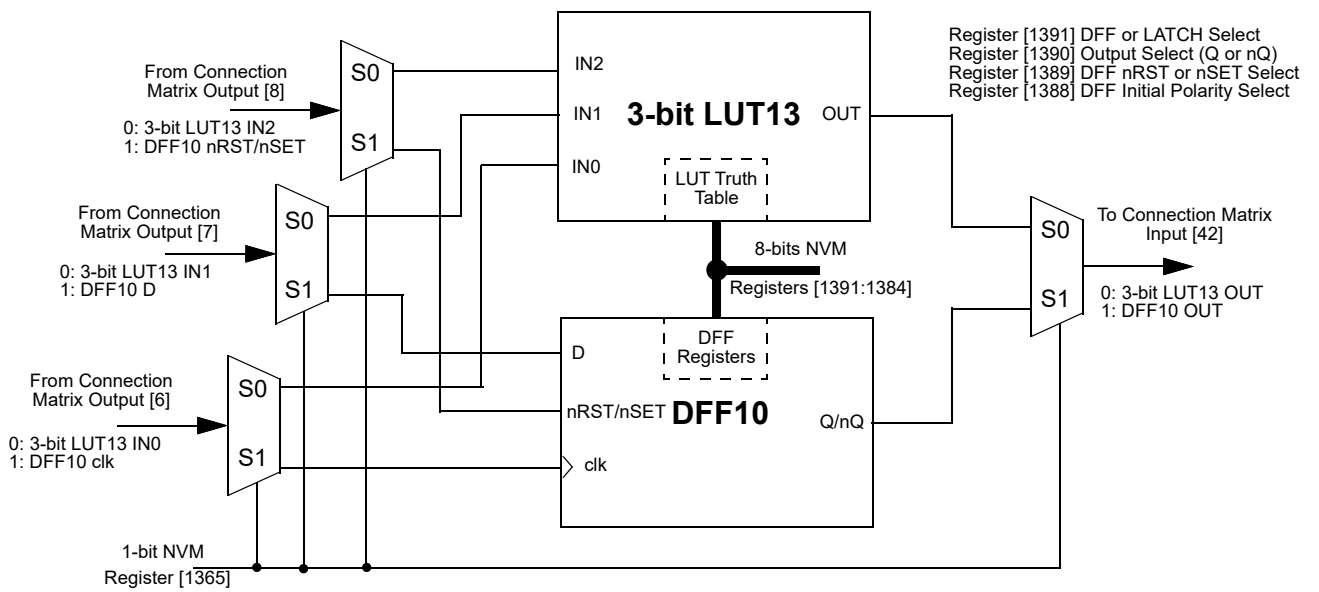 Register [1391] DFF or LATCH Select
Register [1390] Output Select (Q or nQ)
Register [1389] DFF nRST or nSET Select
Register [1388] DFF Initial Polarity Select
From Connection
Matrix Output [8]
0: 3-bit LUT13 IN2
1: DFF10 nRST/nSET
S0
S1
From Connection
Matrix Output [7]
0: 3-bit LUT13 IN1
1: DFF10 D
S0
S1
From Connection
Matrix Output [6]
0: 3-bit LUT13 IN0
1: DFF10 clk
S0
S1
IN2
IN1
IN0
3-bit LUT13
OUT
LUT Truth
Table
8-bits NVM
Registers [1391:1384]
DFF
Registers
D
nRST/nSET
DFF10
Q/nQ
clk
S0
S1
To Connection Matrix
Input [42]
0: 3-bit LUT13 OUT
1: DFF10 OUT
1-bit NVM
Register [1365]